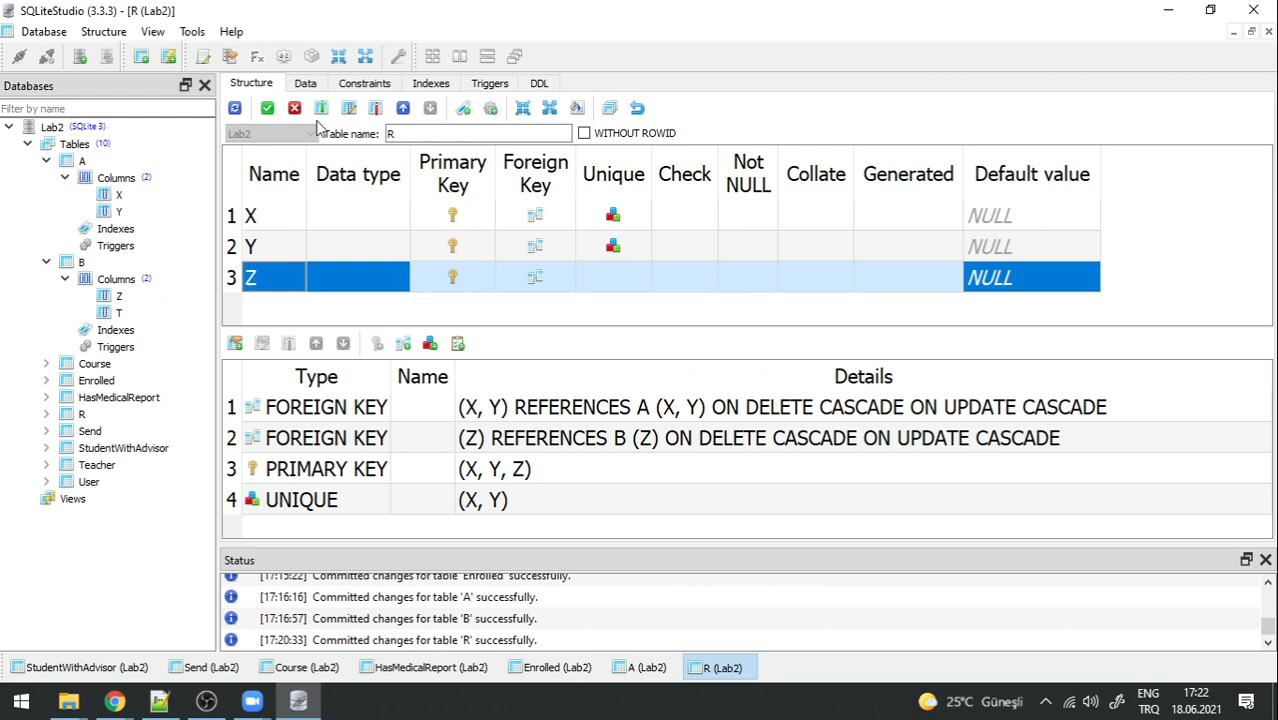 SQLiteStudio (3.3.3) - [R (Lab2)]
Database Structure View Tools Help
Databases
Filter by name
Lab2 (SQLite 3)
Tables (10)
A
Columns (2)
X
Y
Indexes
Triggers
B
Columns (2)
Z
T
Indexes
Triggers
Course
Enrolled
HasMedicalReport
R
Send
StudentWithAdvisor
Teacher
User
Views
Structure Data Constraints Indexes Triggers DDL
Lab2 Table name: R WITHOUT ROWID
Name Data type Primary Key Foreign Key Unique Check Not NULL Collate Generated Default value
1 X NULL
2 Y NULL
3 Z NULL
Type Name Details
1 FOREIGN KEY (X, Y) REFERENCES A (X, Y) ON DELETE CASCADE ON UPDATE CASCADE
2 FOREIGN KEY (Z) REFERENCES B (Z) ON DELETE CASCADE ON UPDATE CASCADE
3 PRIMARY KEY (X, Y, Z)
4 UNIQUE (X, Y)
Status
[17:15:22] Committed changes for table 'Enrolled' successfully.
[17:16:16] Committed changes for table 'A' successfully.
[17:16:57] Committed changes for table 'B' successfully.
[17:20:33] Committed changes for table 'R' successfully.
StudentWithAdvisor (Lab2) Send (Lab2) Course (Lab2) HasMedicalReport (Lab2) Enrolled (Lab2) A (Lab2) R (Lab2)
25°C Güneşli ENG 17:22
TRQ 18.06.2021